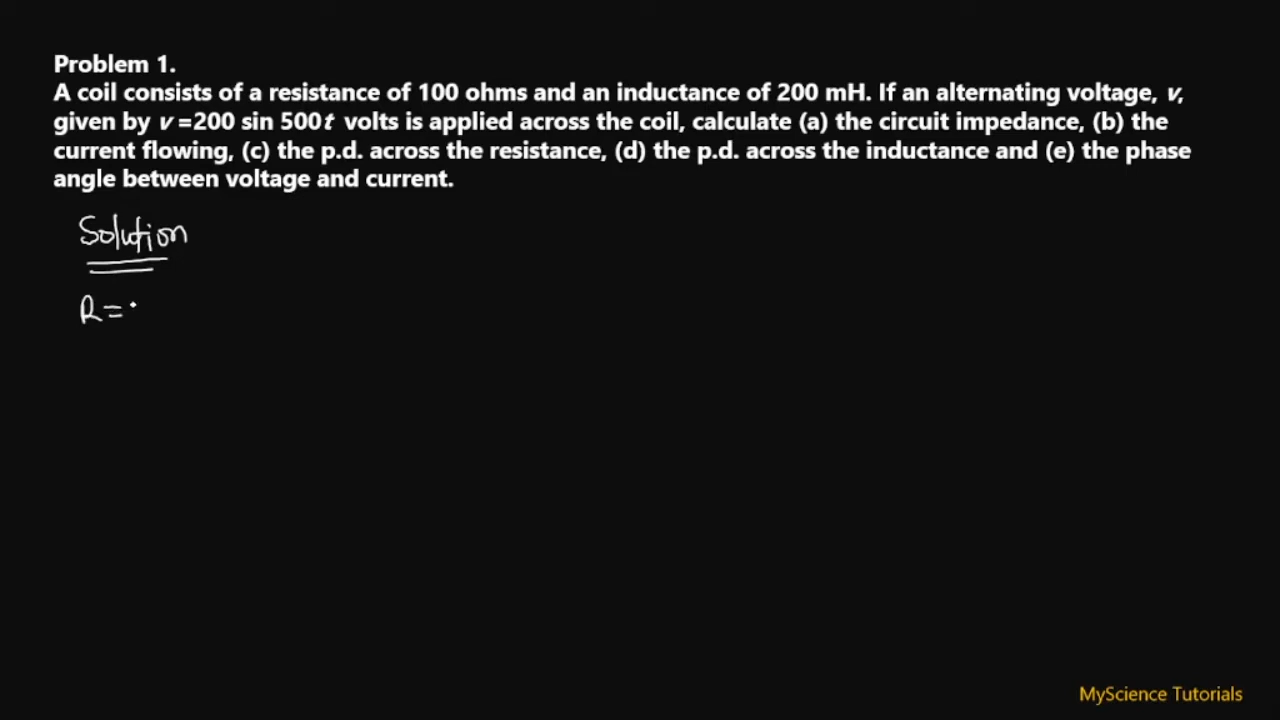 Problem 1.
A coil consists of a resistance of 100 ohms and an inductance of 200 mH. If an alternating voltage, v,
given by v =200 sin 500t volts is applied across the coil, calculate (a) the circuit impedance, (b) the
current flowing, (c) the p.d. across the resistance, (d) the p.d. across the inductance and (e) the phase
angle between voltage and current.
Solution
R=
MyScience Tutorials